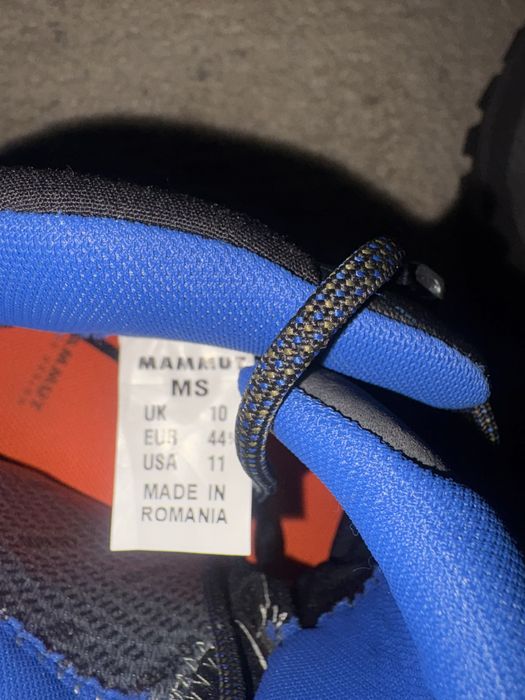 MAMMUT
MS
UK 10
EUR 44
USA 11
MADE IN
ROMANIA